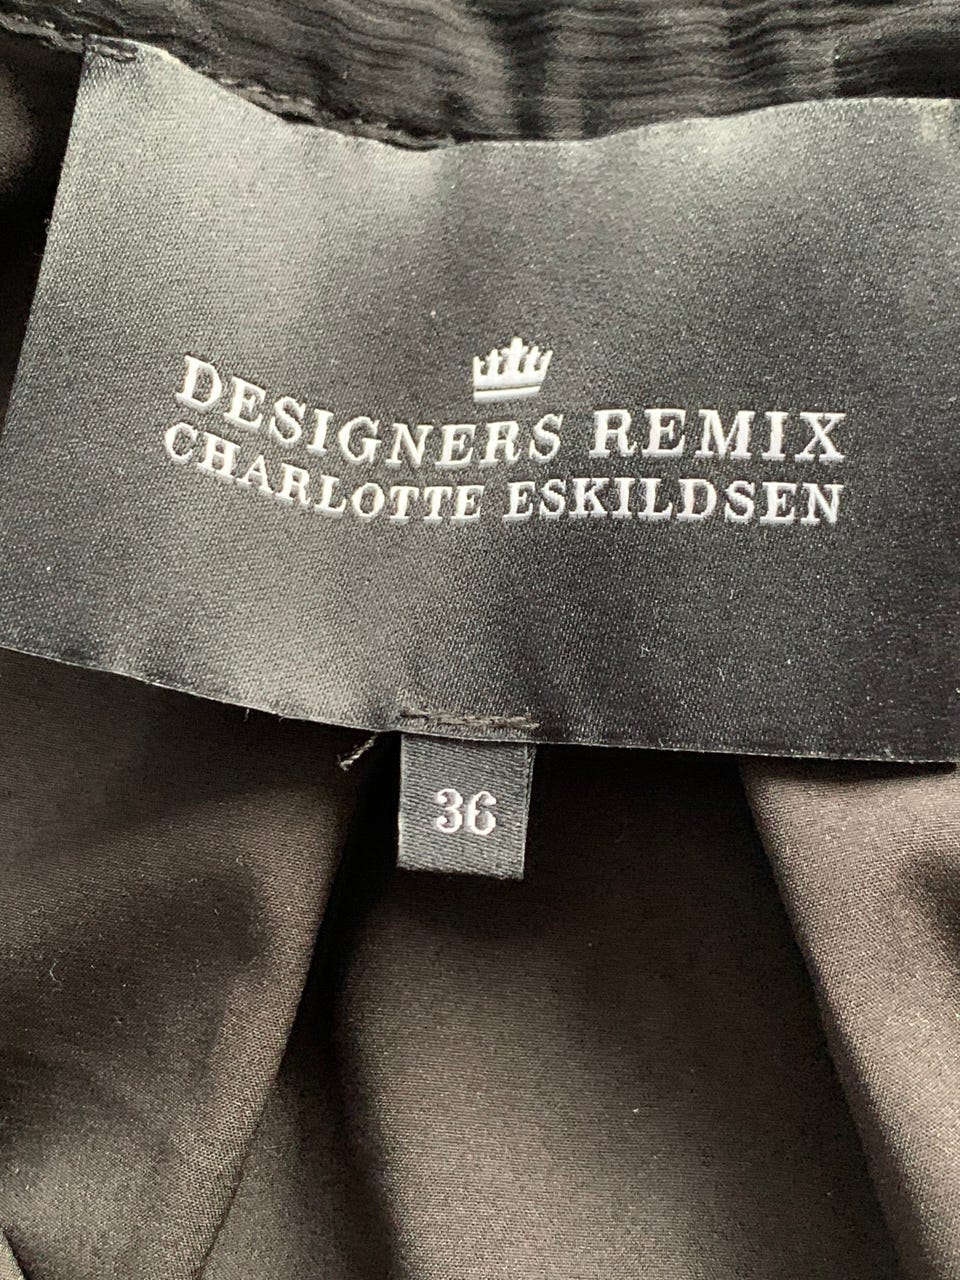 DESIGNERS REMIX
CHARLOTTE ESKILDSEN
36